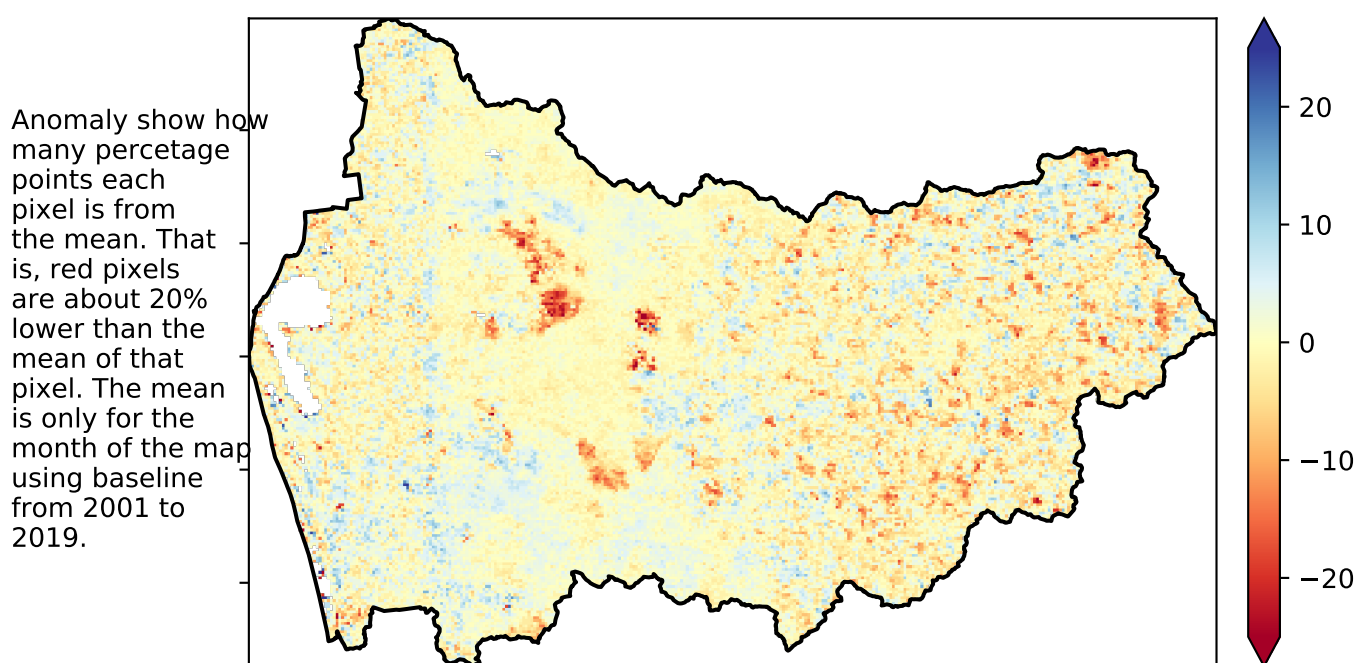 Anomaly show how
many percetage
points each
pixel is from
the mean. That
is, red pixels
are about 20%
lower than the
mean of that
pixel. The mean
is only for the
month of the map
using baseline
from 2001 to
2019.
20
10
0
−10
−20